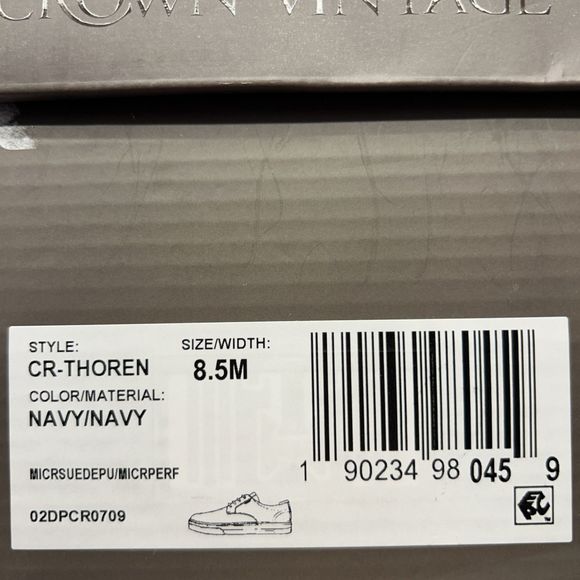 CROWN VINTAGE
STYLE:
CR-THOREN
COLOR/MATERIAL:
NAVY/NAVY
MICRSUEDEPU/MICRPERF
02DPCR0709
SIZE/WIDTH:
8.5M
1 90234 98 045 9